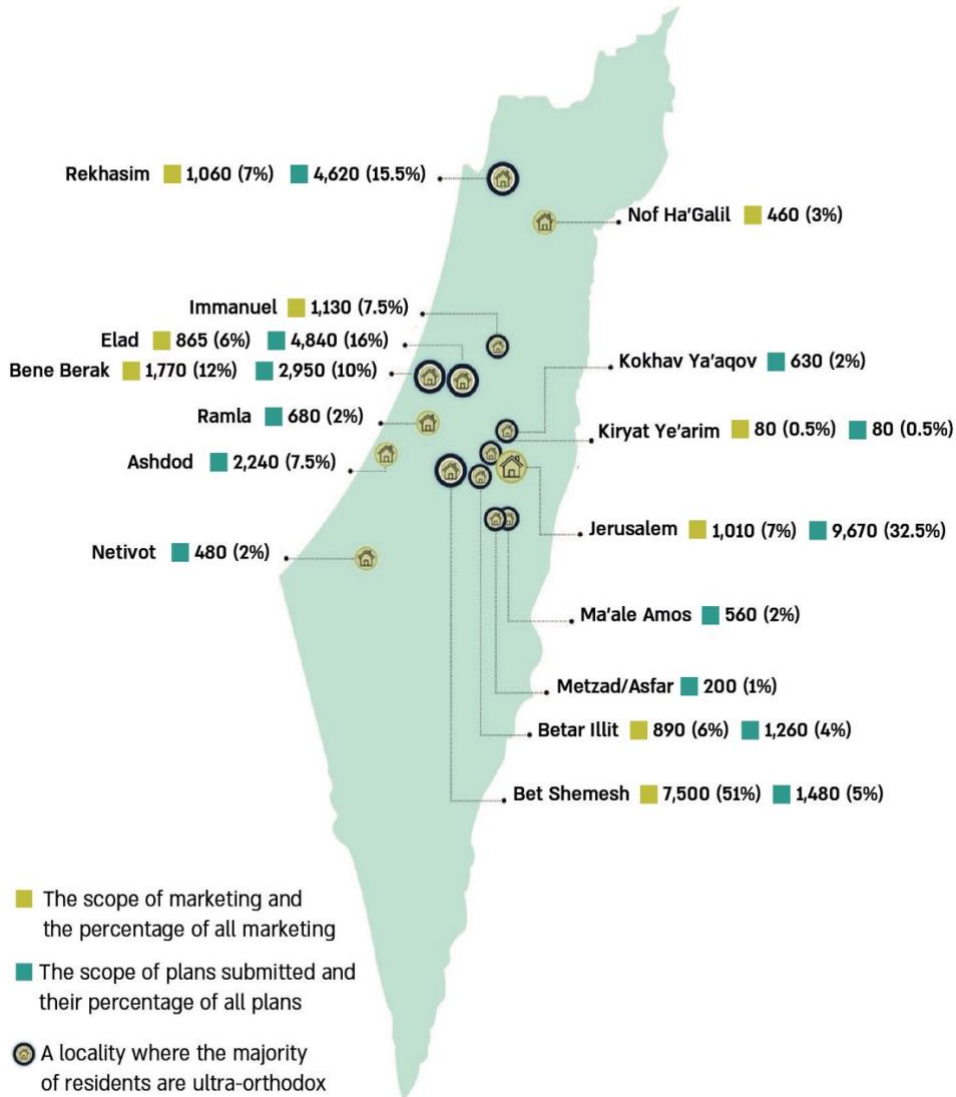 Rekhasim 1,060 (7%) 4,620 (15.5%)
Nof Ha'Galil 460 (3%)
Immanuel 1,130 (7.5%)
Elad 865 (6%) 4,840 (16%)
Kokhav Ya'aqov 630 (2%)
Bene Berak 1,770 (12%) 2,950 (10%)
Ramla 680 (2%)
Kiryat Ye'arim 80 (0.5%) 80 (0.5%)
Ashdod 2,240 (7.5%)
Jerusalem 1,010 (7%) 9,670 (32.5%)
Netivot 480 (2%)
Ma'ale Amos 560 (2%)
Metzad/Asfar 200 (1%)
Betar Illit 890 (6%) 1,260 (4%)
Bet Shemesh 7,500 (51%) 1,480 (5%)
The scope of marketing and
the percentage of all marketing
The scope of plans submitted and
their percentage of all plans
A locality where the majority
of residents are ultra-orthodox